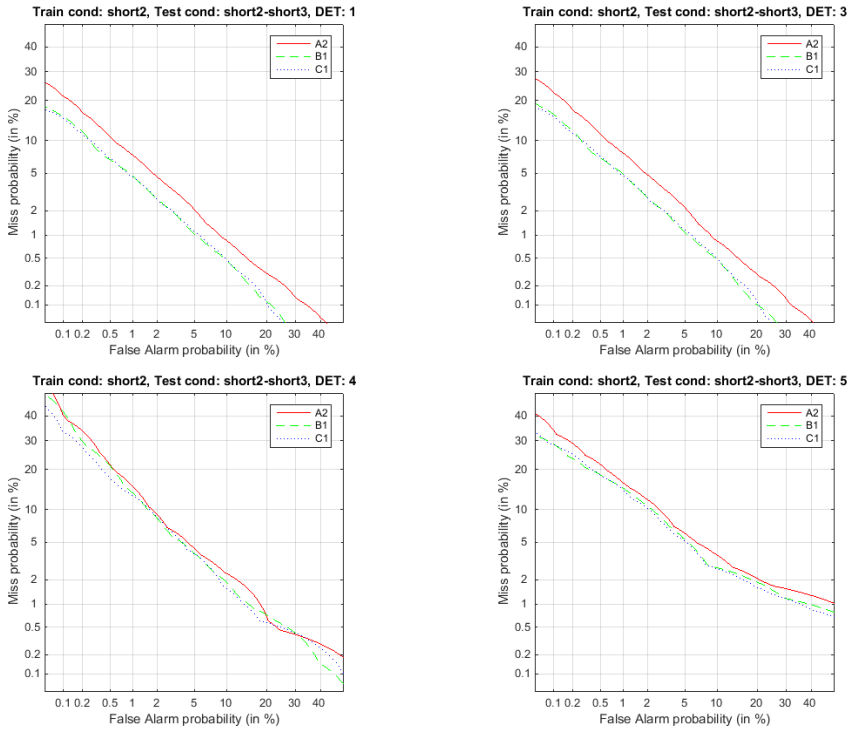 Train cond: short2, Test cond: short2-short3, DET: 1
Miss probability (in %)
40
30
20
10
5
2
1
0.5
0.2
0.1
A2
B1
C1
0.1 0.2 0.5 1 2 5 10 20 30 40
False Alarm probability (in %)
Train cond: short2, Test cond: short2-short3, DET: 3
Miss probability (in %)
40
30
20
10
5
2
1
0.5
0.2
0.1
A2
B1
C1
0.1 0.2 0.5 1 2 5 10 20 30 40
False Alarm probability (in %)
Train cond: short2, Test cond: short2-short3, DET: 4
Miss probability (in %)
40
30
20
10
5
2
1
0.5
0.2
0.1
A2
B1
C1
0.1 0.2 0.5 1 2 5 10 20 30 40
False Alarm probability (in %)
Train cond: short2, Test cond: short2-short3, DET: 5
Miss probability (in %)
40
30
20
10
5
2
1
0.5
0.2
0.1
A2
B1
C1
0.1 0.2 0.5 1 2 5 10 20 30 40
False Alarm probability (in %)